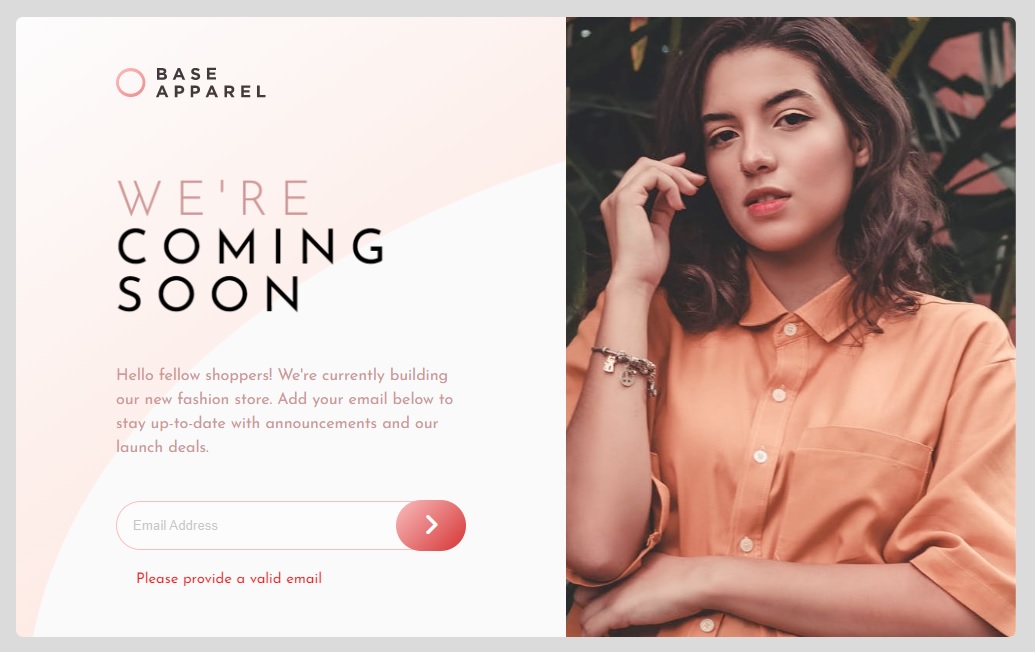 BASE
APPAREL
WE'RE
COMING
SOON
Hello fellow shoppers! We're currently building
our new fashion store. Add your email below to
stay up-to-date with announcements and our
launch deals.
Email Address
Please provide a valid email